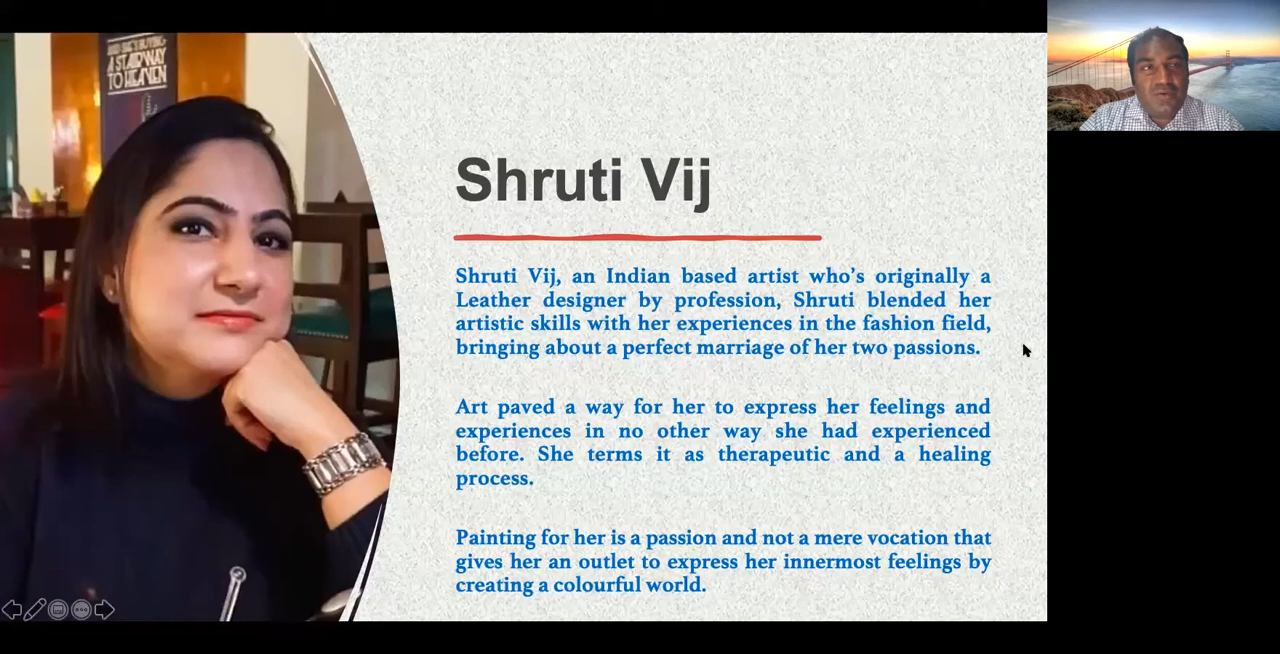 AND SHE'S BUYING
A STAIRWAY
TO HEAVEN
Shruti Vij
Shruti Vij, an Indian based artist who's originally a
Leather designer by profession, Shruti blended her
artistic skills with her experiences in the fashion field,
bringing about a perfect marriage of her two passions.
Art paved a way for her to express her feelings and
experiences in no other way she had experienced
before. She terms it as therapeutic and a healing
process.
Painting for her is a passion and not a mere vocation that
gives her an outlet to express her innermost feelings by
creating a colourful world.